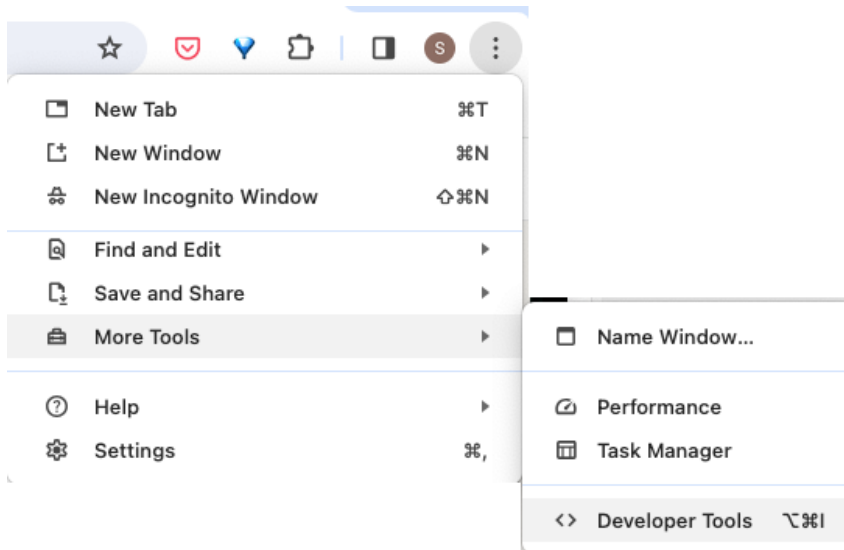 S
New Tab ⌘T
New Window ⌘N
New Incognito Window ⇧⌘N
Find and Edit
Save and Share
More Tools
Help
Settings ⌘,
Name Window...
Performance
Task Manager
Developer Tools ⌥⌘I